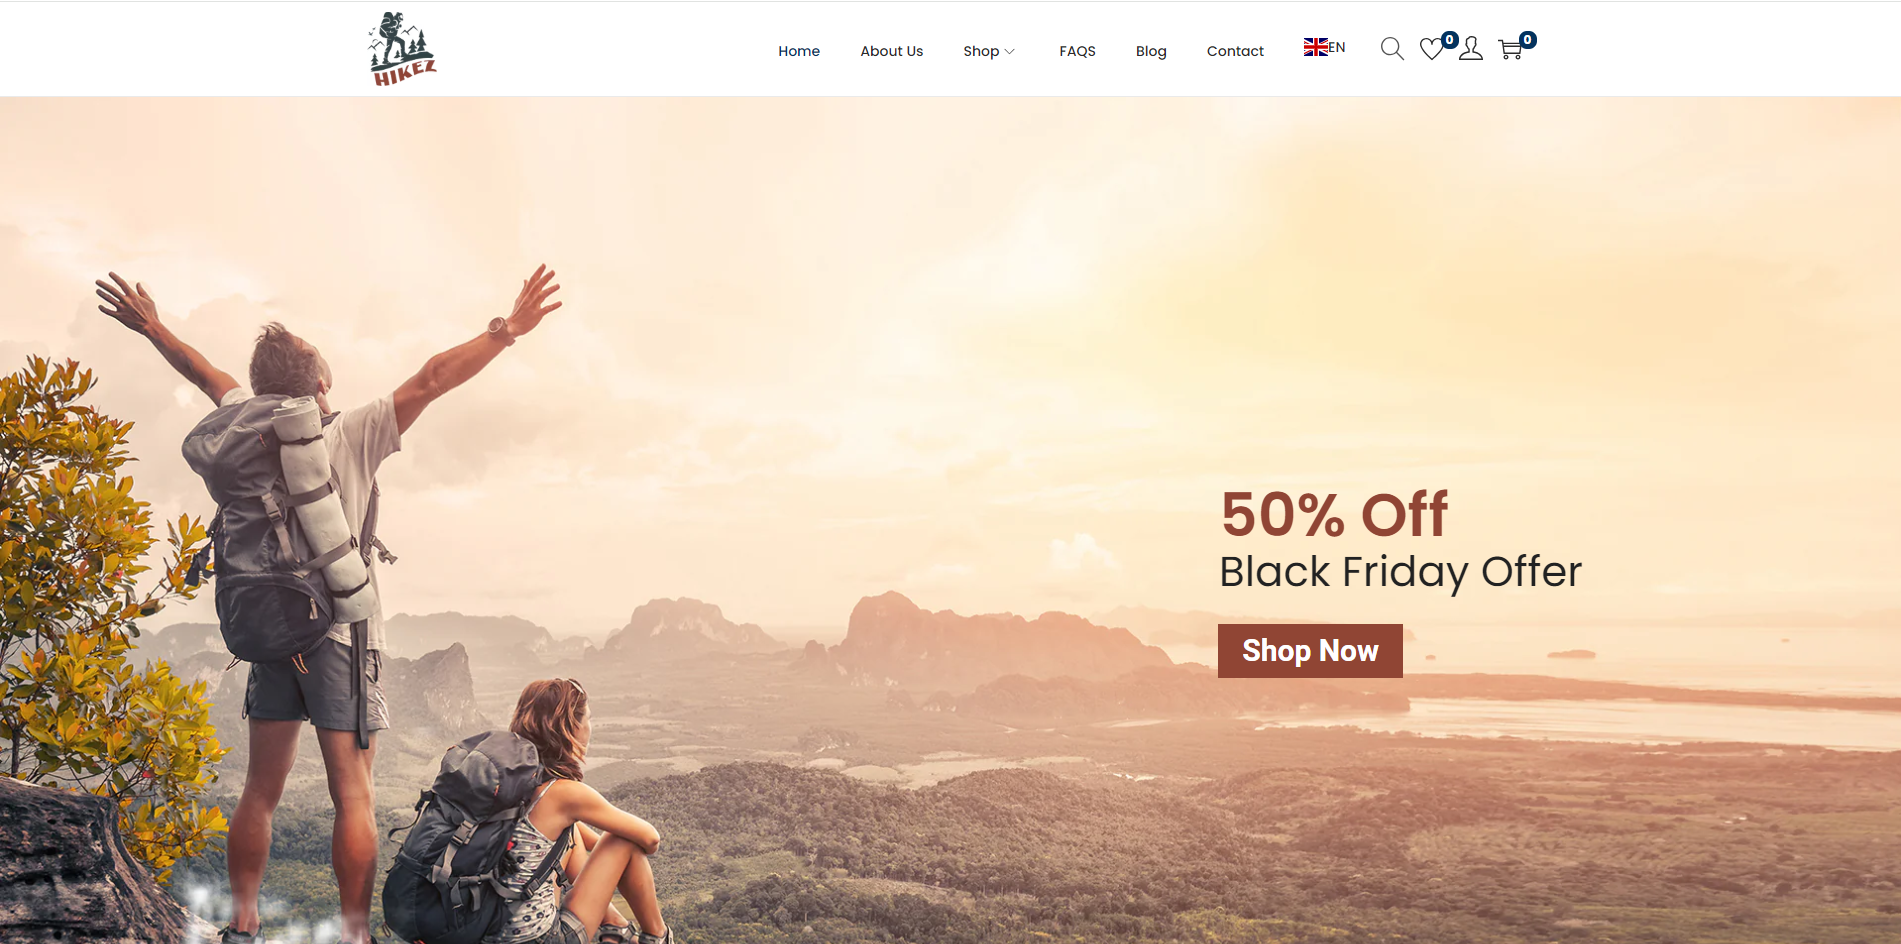 HIKEZ
Home About Us Shop FAQS Blog Contact EN 0 0
50% Off
Black Friday Offer
Shop Now